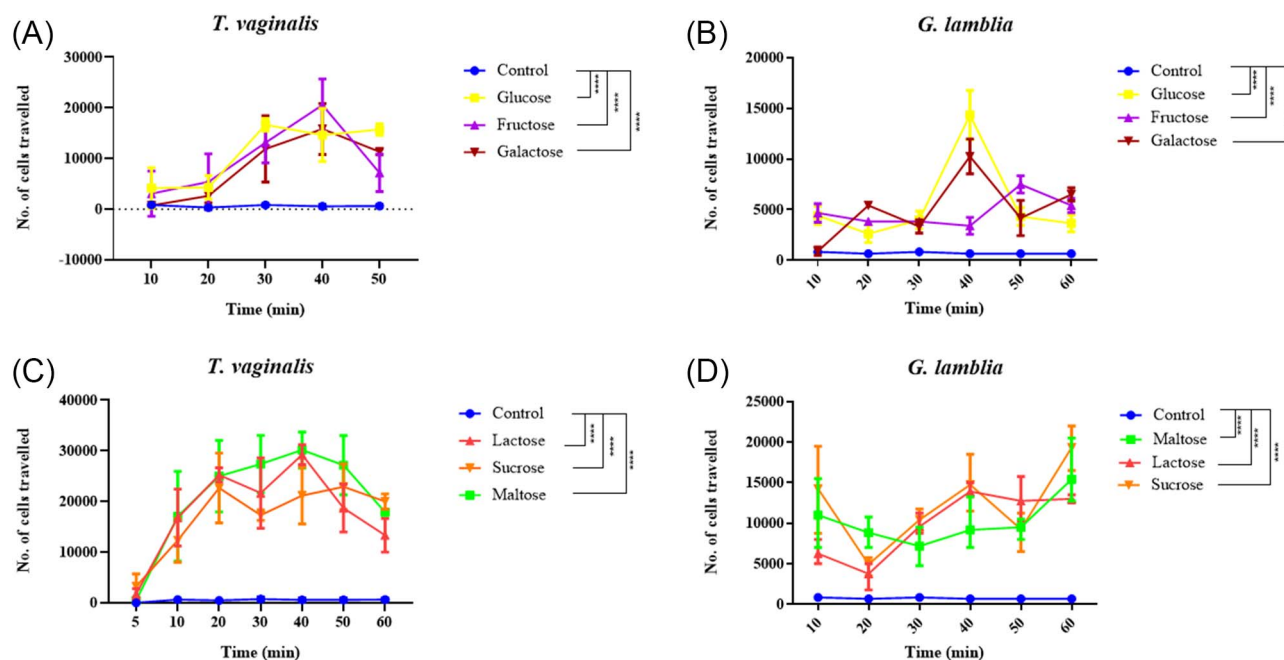 (A)
T. vaginalis
No. of cells travelled
30000
20000
10000
0
-10000
10 20 30 40 50
Time (min)
Control
Glucose
Fructose
Galactose
****
****
****
(B)
G. lamblia
No. of cells travelled
20000
15000
10000
5000
0
10 20 30 40 50 60
Time (min)
Control
Glucose
Fructose
Galactose
****
****
(C)
T. vaginalis
No. of cells travelled
40000
30000
20000
10000
0
5 10 20 30 40 50 60
Time (min)
Control
Lactose
Sucrose
Maltose
****
****
****
(D)
G. lamblia
No. of cells travelled
25000
20000
15000
10000
5000
0
10 20 30 40 50 60
Time (min)
Control
Maltose
Lactose
Sucrose
****
****
****